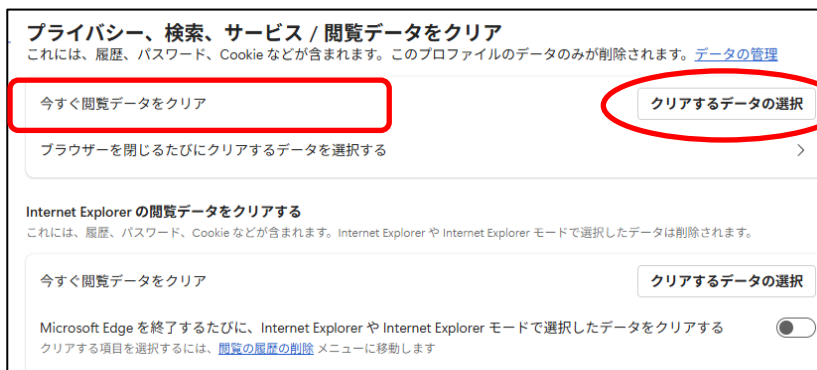 プライバシー、検索、サービス / 閲覧データをクリア
これには、履歴、パスワード、Cookie などが含まれます。このプロファイルのデータのみが削除されます。データの管理
今すぐ閲覧データをクリア
クリアするデータの選択
ブラウザーを閉じるたびにクリアするデータを選択する
Internet Explorer の閲覧データをクリアする
これには、履歴、パスワード、Cookie などが含まれます。Internet Explorer や Internet Explorer モードで選択したデータは削除されます。
今すぐ閲覧データをクリア
クリアするデータの選択
Microsoft Edge を終了するたびに、Internet Explorer や Internet Explorer モードで選択したデータをクリアする
クリアする項目を選択するには、閲覧の履歴の削除 メニューに移動します